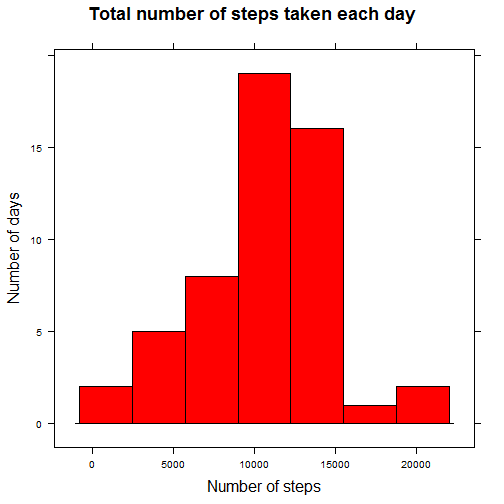 Total number of steps taken each day
Number of days
15
10
5
0
0 5000 10000 15000 20000
Number of steps